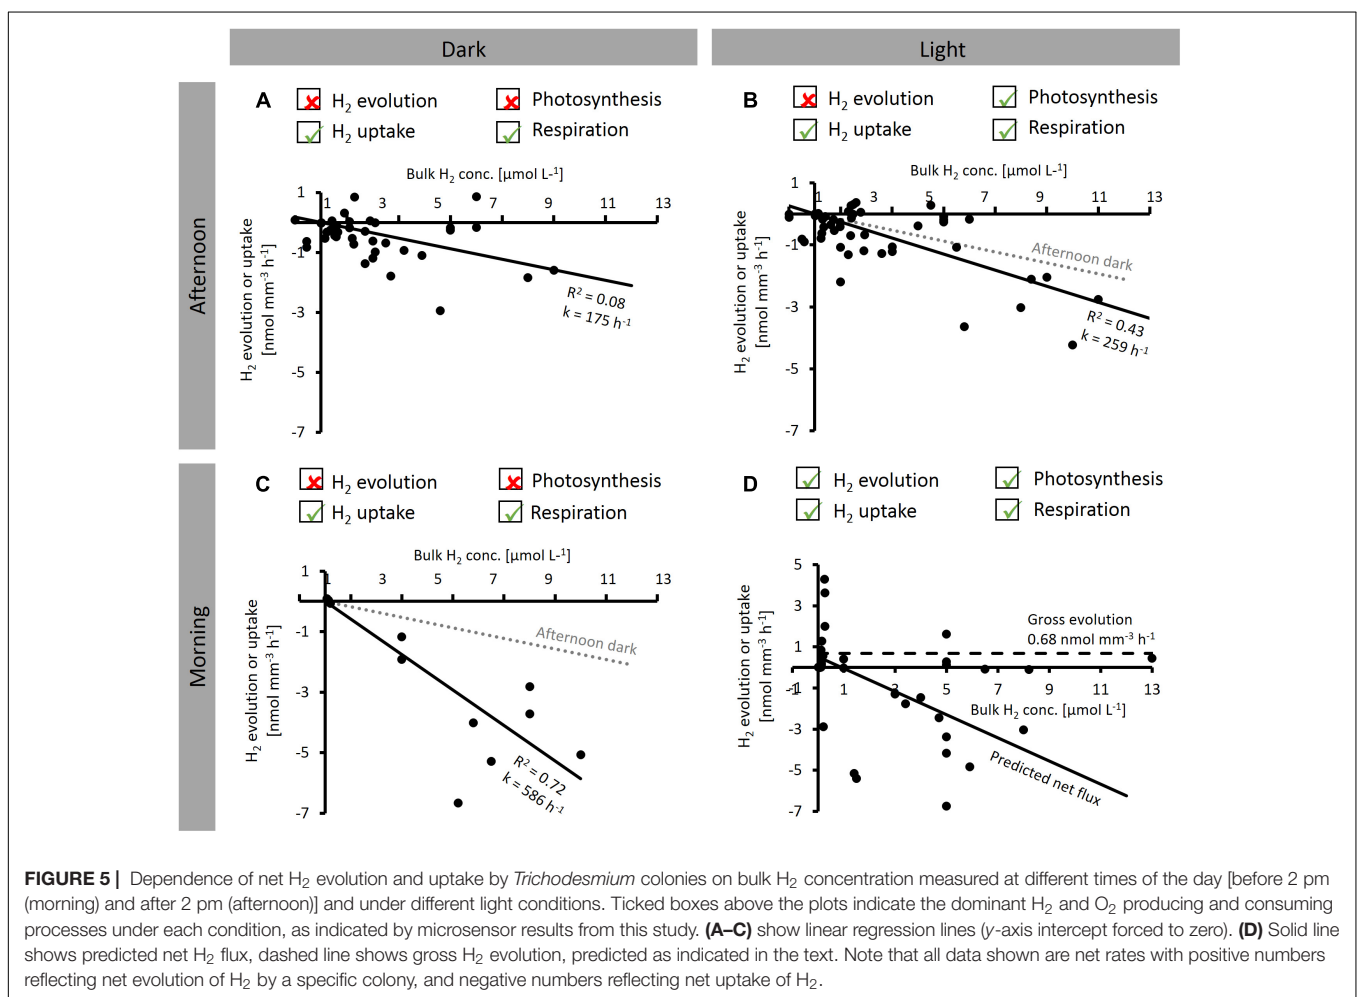 Dark
Light
Afternoon
Morning
A
H2 evolution
Photosynthesis
H2 uptake
Respiration
Bulk H2 conc. [µmol L-1]
H2 evolution or uptake
[nmol mm-3 h-1]
1
-1
-3
-5
-7
1 3 5 7 9 11 13
R2 = 0.08
k = 175 h-1
B
H2 evolution
Photosynthesis
H2 uptake
Respiration
Bulk H2 conc. [µmol L-1]
H2 evolution or uptake
[nmol mm-3 h-1]
1
-1
-3
-5
-7
1 3 5 7 9 11 13
Afternoon dark
R2 = 0.43
k = 259 h-1
C
H2 evolution
Photosynthesis
H2 uptake
Respiration
Bulk H2 conc. [µmol L-1]
H2 evolution or uptake
[nmol mm-3 h-1]
1
-1
-3
-5
-7
1 3 5 7 9 11 13
Afternoon dark
R2 = 0.72
k = 586 h-1
D
H2 evolution
Photosynthesis
H2 uptake
Respiration
H2 evolution or uptake
[nmol mm-3 h-1]
5
3
1
-1
-3
-5
-7
Gross evolution
0.68 nmol mm-3 h-1
-1 1 3 5 7 9 11 13
Bulk H2 conc. [µmol L-1]
Predicted net flux
FIGURE 5 | Dependence of net H2 evolution and uptake by Trichodesmium colonies on bulk H2 concentration measured at different times of the day [before 2 pm
(morning) and after 2 pm (afternoon)] and under different light conditions. Ticked boxes above the plots indicate the dominant H2 and O2 producing and consuming
processes under each condition, as indicated by microsensor results from this study. (A–C) show linear regression lines (y-axis intercept forced to zero). (D) Solid line
shows predicted net H2 flux, dashed line shows gross H2 evolution, predicted as indicated in the text. Note that all data shown are net rates with positive numbers
reflecting net evolution of H2 by a specific colony, and negative numbers reflecting net uptake of H2.